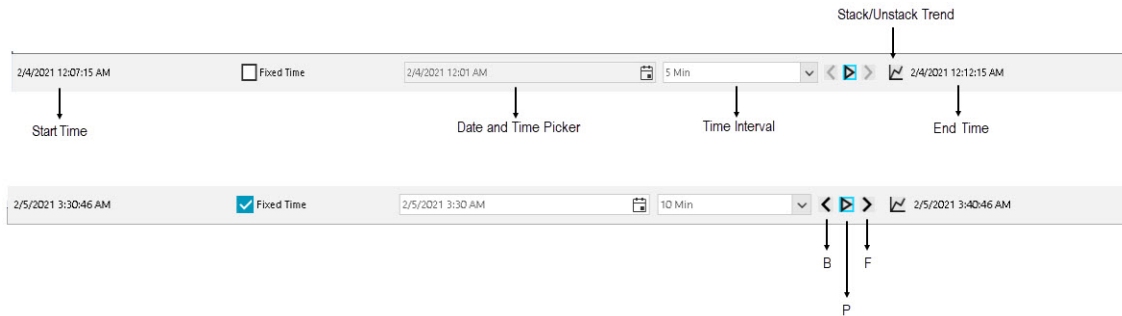 Stack/Unstack Trend
2/4/2021 12:07:15 AM Fixed Time 2/4/2021 12:01 AM 5 Min 2/4/2021 12:12:15 AM
Start Time Date and Time Picker Time Interval End Time
2/5/2021 3:30:46 AM Fixed Time 2/5/2021 3:30 AM 10 Min 2/5/2021 3:40:46 AM
B F
P